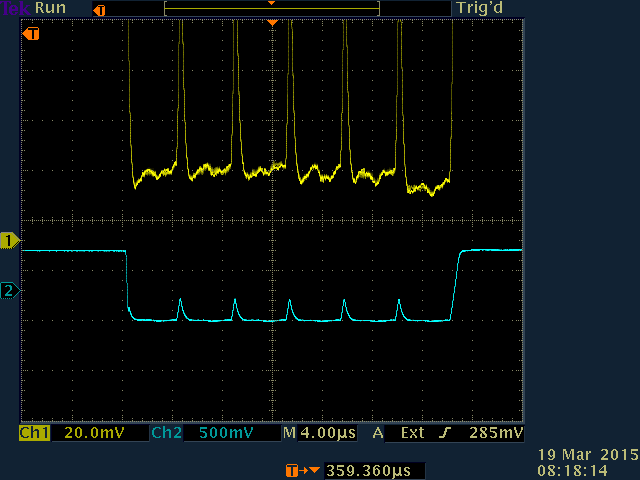 Tek Run Trig'd
T
T
1
2
Ch1 20.0mV Ch2 500mV M 4.00µs A Ext ʃ 285mV
T 359.360µs
19 Mar 2015
08:18:14